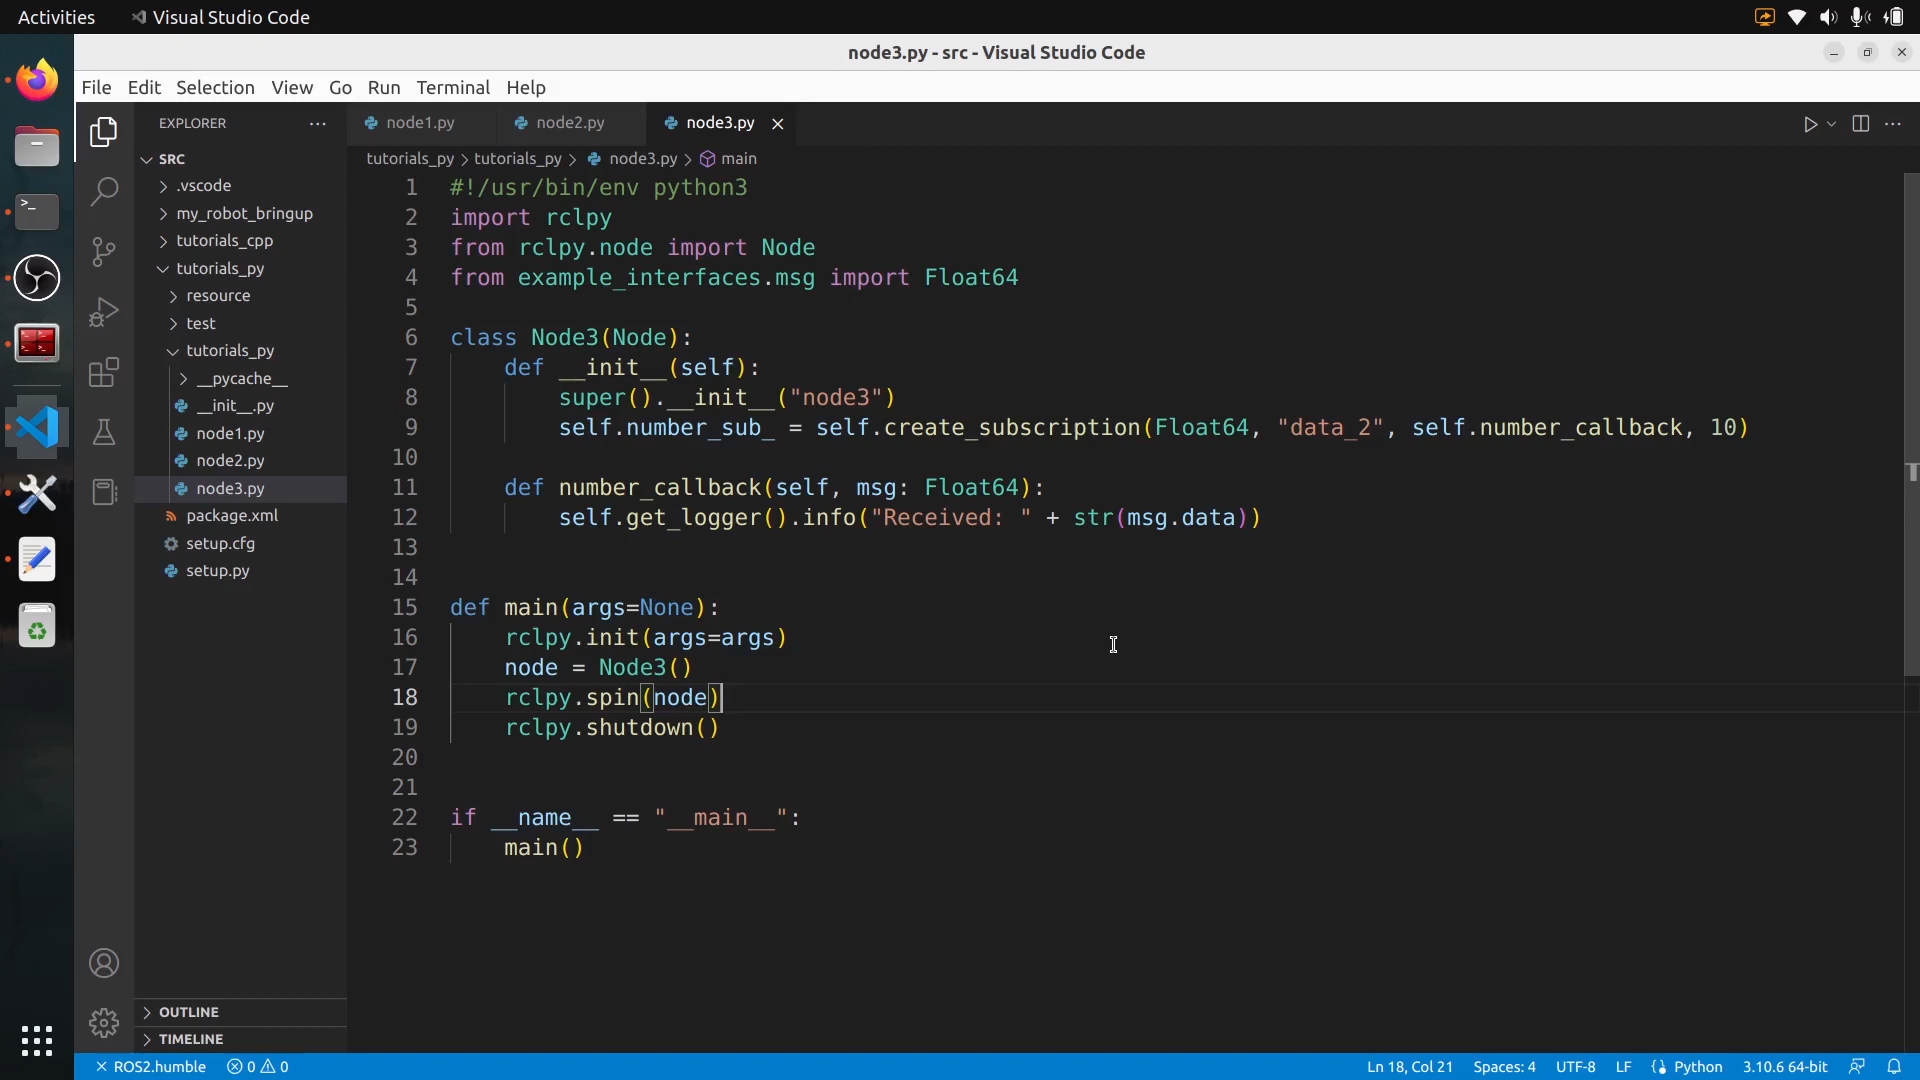 Activities
Visual Studio Code
node3.py - src - Visual Studio Code
File Edit Selection View Go Run Terminal Help
EXPLORER
node1.py
node2.py
node3.py
SRC
.vscode
my_robot_bringup
tutorials_cpp
tutorials_py
resource
test
tutorials_py
__pycache__
__init__.py
node1.py
node2.py
node3.py
package.xml
setup.cfg
setup.py
OUTLINE
TIMELINE
tutorials_py > tutorials_py > node3.py > main
1 #!/usr/bin/env python3
2 import rclpy
3 from rclpy.node import Node
4 from example_interfaces.msg import Float64
5
6 class Node3(Node):
7 def __init__(self):
8 super().__init__("node3")
9 self.number_sub_ = self.create_subscription(Float64, "data_2", self.number_callback, 10)
10
11 def number_callback(self, msg: Float64):
12 self.get_logger().info("Received: " + str(msg.data))
13
14
15 def main(args=None):
16 rclpy.init(args=args)
17 node = Node3()
18 rclpy.spin(node)
19 rclpy.shutdown()
20
21
22 if __name__ == "__main__":
23 main()
ROS2.humble 0 0
Ln 18, Col 21 Spaces: 4 UTF-8 LF Python 3.10.6 64-bit